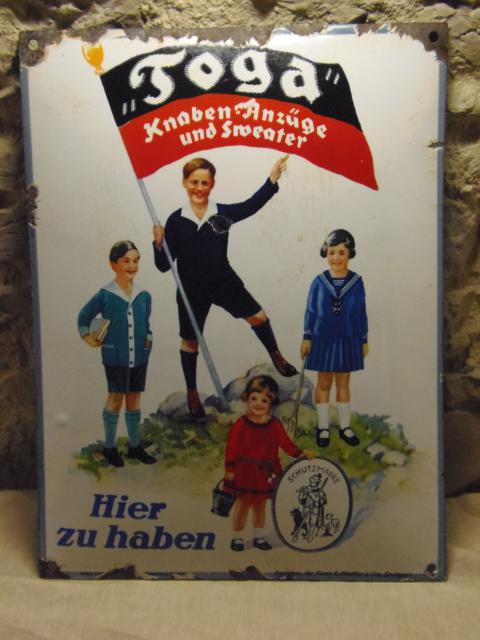 "Toga"
Knaben-Anzüge
und Sweater
SCHUTZMARKE
Hier
zu haben